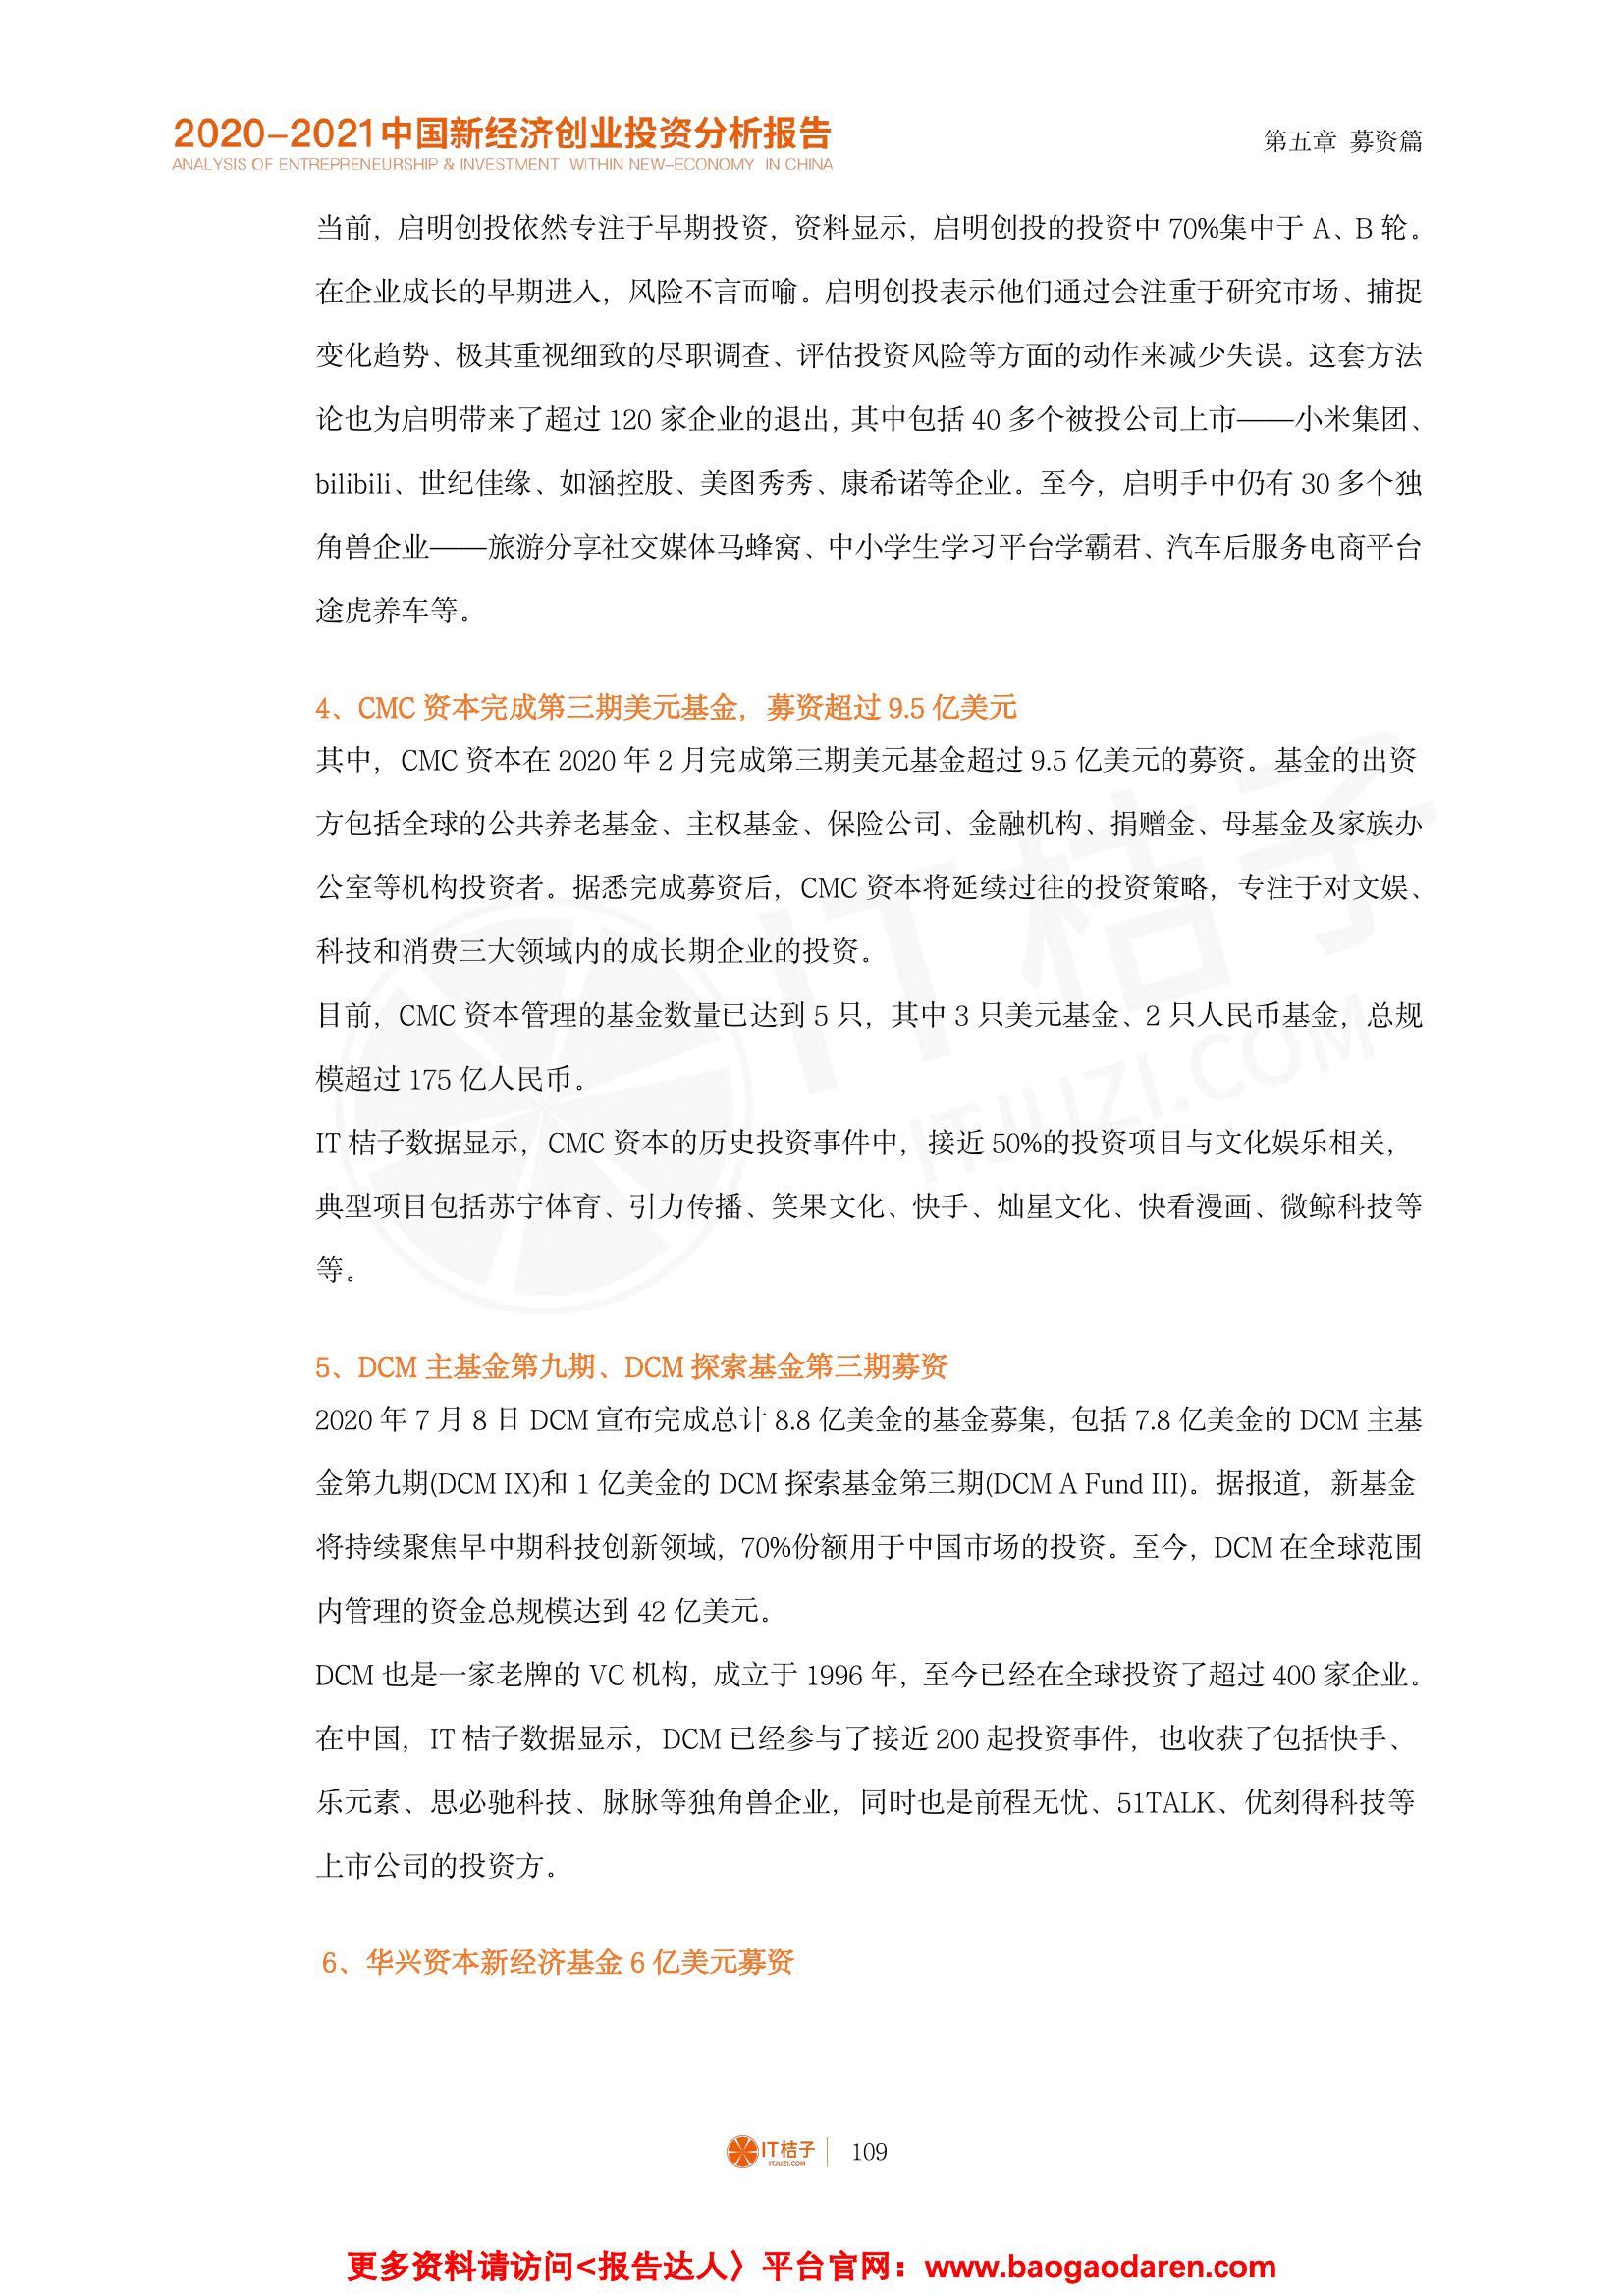 2020-2021中国新经济创业投资分析报告
ANALYSIS OF ENTREPRENEURSHIP & INVESTMENT WITHIN NEW-ECONOMY IN CHINA
第五章 募资篇
当前，启明创投依然专注于早期投资，资料显示，启明创投的投资中 70%集中于 A、B 轮。
在企业成长的早期进入，风险不言而喻。启明创投表示他们通过会注重于研究市场、捕捉
变化趋势、极其重视细致的尽职调查、评估投资风险等方面的动作来减少失误。这套方法
论也为启明带来了超过 120 家企业的退出，其中包括 40 多个被投公司上市——小米集团、
bilibili、世纪佳缘、如涵控股、美图秀秀、康希诺等企业。至今，启明手中仍有 30 多个独
角兽企业——旅游分享社交媒体马蜂窝、中小学生学习平台学霸君、汽车后服务电商平台
途虎养车等。
4、CMC 资本完成第三期美元基金，募资超过 9.5 亿美元
其中，CMC 资本在 2020 年 2 月完成第三期美元基金超过 9.5 亿美元的募资。基金的出资
方包括全球的公共养老基金、主权基金、保险公司、金融机构、捐赠金、母基金及家族办
公室等机构投资者。据悉完成募资后，CMC 资本将延续过往的投资策略，专注于对文娱、
科技和消费三大领域内的成长期企业的投资。
目前，CMC 资本管理的基金数量已达到 5 只，其中 3 只美元基金、2 只人民币基金，总规
模超过 175 亿人民币。
IT 桔子数据显示，CMC 资本的历史投资事件中，接近 50%的投资项目与文化娱乐相关，
典型项目包括苏宁体育、引力传播、笑果文化、快手、灿星文化、快看漫画、微鲸科技等
等。
IT 桔子
ITJUZI.COM
5、DCM 主基金第九期、DCM 探索基金第三期募资
2020 年 7 月 8 日 DCM 宣布完成总计 8.8 亿美金的基金募集，包括 7.8 亿美金的 DCM 主基
金第九期(DCM IX)和 1 亿美金的 DCM 探索基金第三期(DCM A Fund III)。据报道，新基金
将持续聚焦早中期科技创新领域，70%份额用于中国市场的投资。至今，DCM 在全球范围
内管理的资金总规模达到 42 亿美元。
DCM 也是一家老牌的 VC 机构，成立于 1996 年，至今已经在全球投资了超过 400 家企业。
在中国，IT 桔子数据显示，DCM 已经参与了接近 200 起投资事件，也收获了包括快手、
乐元素、思必驰科技、脉脉等独角兽企业，同时也是前程无忧、51TALK、优刻得科技等
上市公司的投资方。
6、华兴资本新经济基金 6 亿美元募资
IT桔子
ITJUZI.COM
109
更多资料请访问<报告达人〉平台官网：www.baogaodaren.com